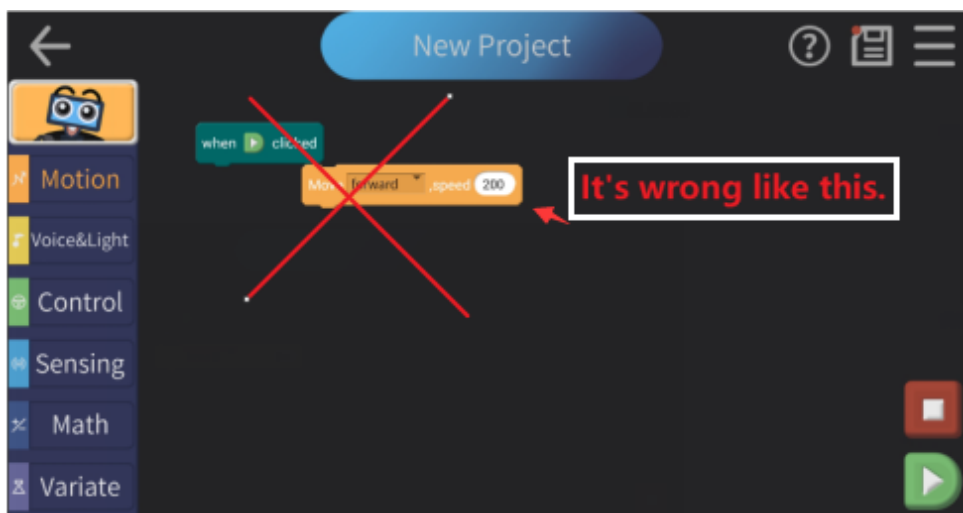 New Project
when clicked
Move forward ,speed 200
It's wrong like this.
Motion
Voice&Light
Control
Sensing
Math
Variate